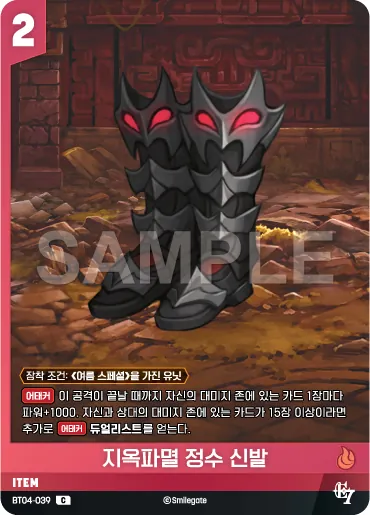 2
SAMPLE
장착 조건: <여름 스페셜>을 가진 유닛
어태커 이 공격이 끝날 때까지 자신의 대미지 존에 있는 카드 1장마다
파워+1000. 자신과 상대의 대미지 존에 있는 카드가 15장 이상이라면
추가로 어태커 듀얼리스트를 얻는다.
지옥파멸 정수 신발
ITEM
BT04-039 C ©Smilegate E7